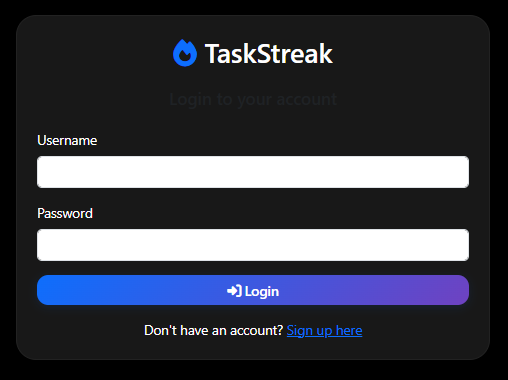 TaskStreak
Login to your account
Username
Password
Login
Don't have an account? Sign up here